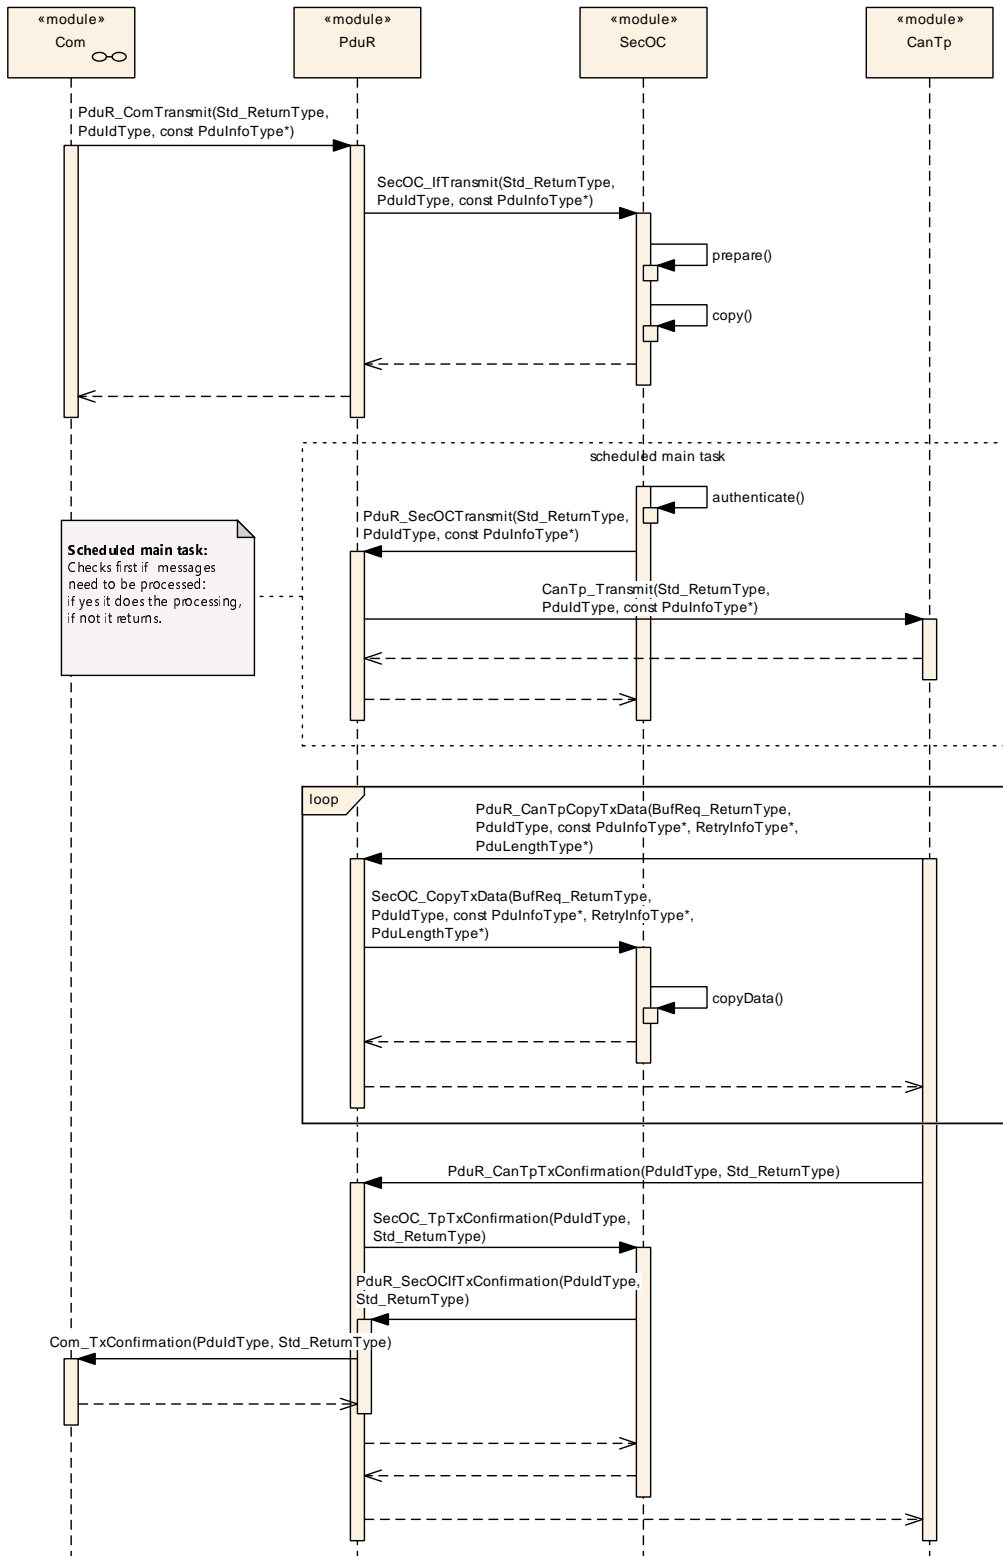 «module»
Com
«module»
PduR
«module»
SecOC
«module»
CanTp
PduR_ComTransmit(Std_ReturnType,
PduIdType, const PduInfoType*)
SecOC_IfTransmit(Std_ReturnType,
PduIdType, const PduInfoType*)
prepare()
copy()
scheduled main task
authenticate()
PduR_SecOCTransmit(Std_ReturnType,
PduIdType, const PduInfoType*)
Scheduled main task:
Checks first if messages
need to be processed:
if yes it does the processing,
if not it returns.
CanTp_Transmit(Std_ReturnType,
PduIdType, const PduInfoType*)
loop
PduR_CanTpCopyTxData(BufReq_ReturnType,
PduIdType, const PduInfoType*, RetryInfoType*,
PduLengthType*)
SecOC_CopyTxData(BufReq_ReturnType,
PduIdType, const PduInfoType*, RetryInfoType*,
PduLengthType*)
copyData()
PduR_CanTpTxConfirmation(PduIdType, Std_ReturnType)
SecOC_TpTxConfirmation(PduIdType,
Std_ReturnType)
PduR_SecOCIfTxConfirmation(PduIdType,
Std_ReturnType)
Com_TxConfirmation(PduIdType, Std_ReturnType)